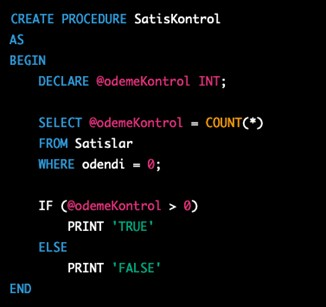 CREATE PROCEDURE SatisKontrol
AS
BEGIN
    DECLARE @odemeKontrol INT;

    SELECT @odemeKontrol = COUNT(*)
    FROM Satislar
    WHERE odendi = 0;

    IF (@odemeKontrol > 0)
        PRINT 'TRUE'
    ELSE
        PRINT 'FALSE'
END